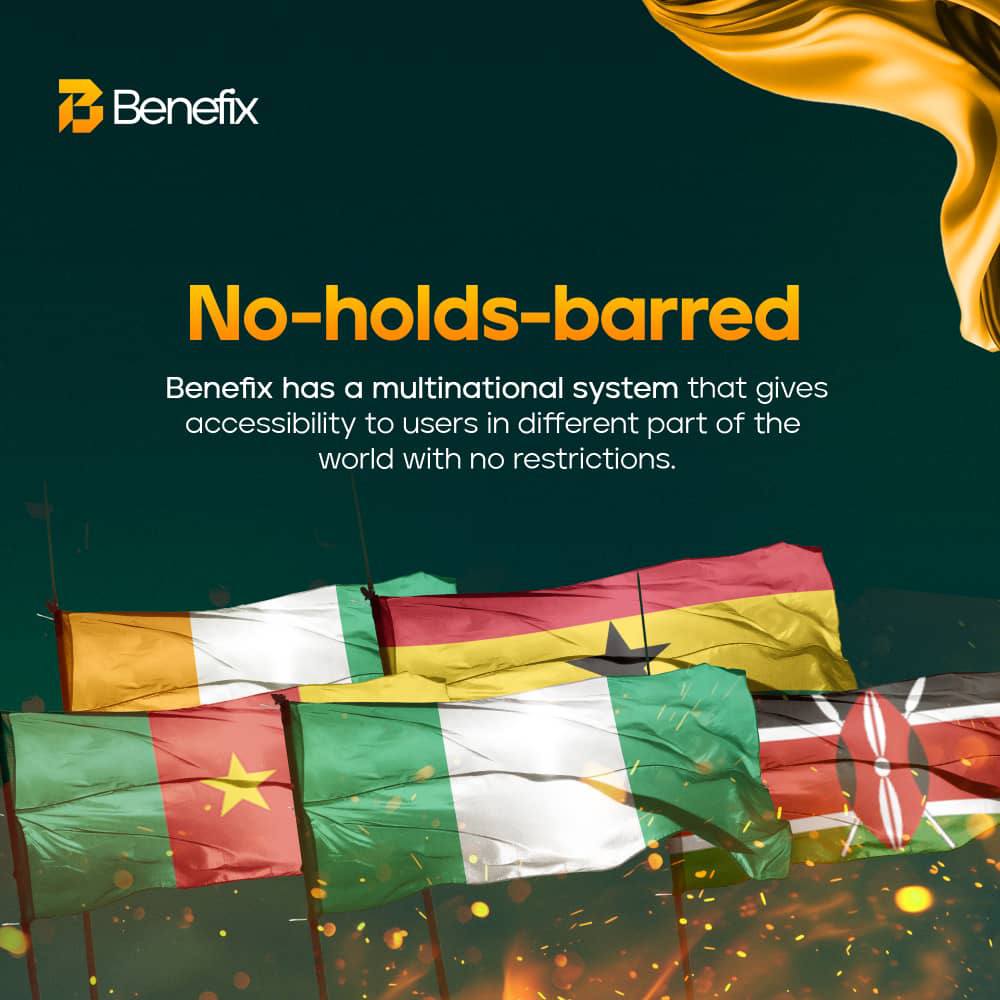 Benefix
No-holds-barred
Benefix has a multinational system that gives
accessibility to users in different part of the
world with no restrictions.